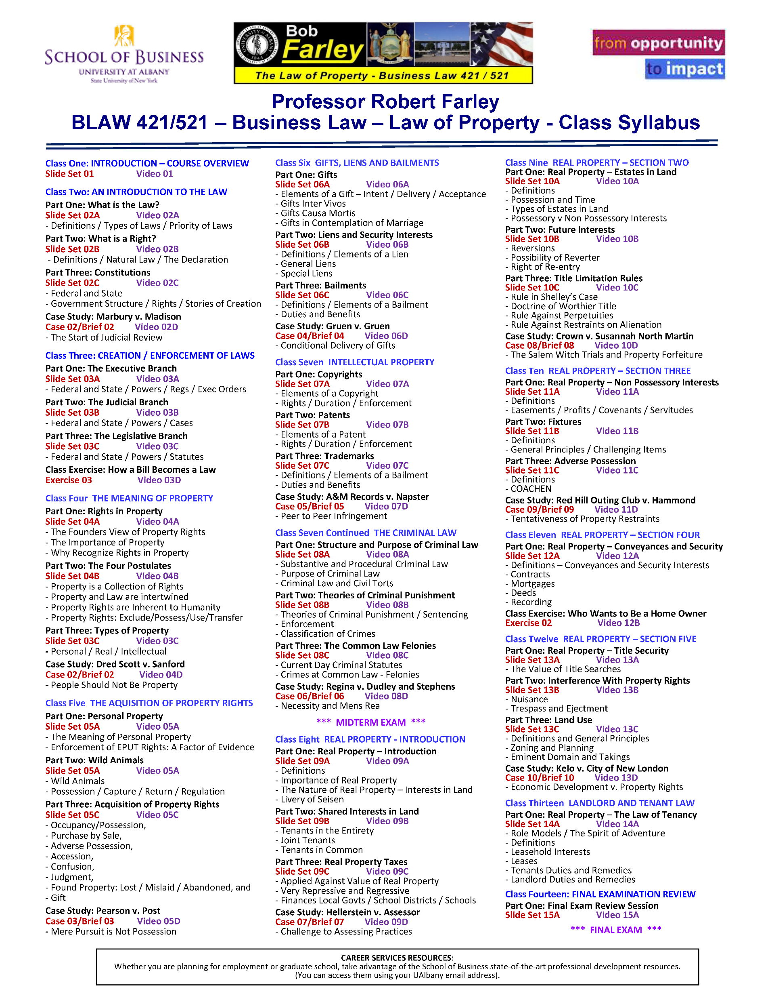 SCHOOL OF BUSINESS
UNIVERSITY AT ALBANY
State University of New York
Bob
Farley
The Law of Property - Business Law 421 / 521
from opportunity
to impact
Professor Robert Farley
BLAW 421/521 – Business Law – Law of Property - Class Syllabus
Class One: INTRODUCTION – COURSE OVERVIEW
Slide Set 01 Video 01
Class Two: AN INTRODUCTION TO THE LAW
Part One: What is the Law?
Slide Set 02A Video 02A
- Definitions / Types of Laws / Priority of Laws
Part Two: What is a Right?
Slide Set 02B Video 02B
- Definitions / Natural Law / The Declaration
Part Three: Constitutions
Slide Set 02C Video 02C
- Federal and State
- Government Structure / Rights / Stories of Creation
Case Study: Marbury v. Madison
Case 02/Brief 02 Video 02D
- The Start of Judicial Review
Class Three: CREATION / ENFORCEMENT OF LAWS
Part One: The Executive Branch
Slide Set 03A Video 03A
- Federal and State / Powers / Regs / Exec Orders
Part Two: The Judicial Branch
Slide Set 03B Video 03B
- Federal and State / Powers / Cases
Part Three: The Legislative Branch
Slide Set 03C Video 03C
- Federal and State / Powers / Statutes
Class Exercise: How a Bill Becomes a Law
Exercise 03 Video 03D
Class Four THE MEANING OF PROPERTY
Part One: Rights in Property
Slide Set 04A Video 04A
- The Founders View of Property Rights
- The Importance of Property
- Why Recognize Rights in Property
Part Two: The Four Postulates
Slide Set 04B Video 04B
- Property is a Collection of Rights
- Property and Law are intertwined
- Property Rights are Inherent to Humanity
- Property Rights: Exclude/Possess/Use/Transfer
Part Three: Types of Property
Slide Set 03C Video 03C
- Personal / Real / Intellectual
Case Study: Dred Scott v. Sanford
Case 02/Brief 02 Video 04D
- People Should Not Be Property
Class Five THE AQUISITION OF PROPERTY RIGHTS
Part One: Personal Property
Slide Set 05A Video 05A
- The Meaning of Personal Property
- Enforcement of EPUT Rights: A Factor of Evidence
Part Two: Wild Animals
Slide Set 05A Video 05A
- Wild Animals
- Possession / Capture / Return / Regulation
Part Three: Acquisition of Property Rights
Slide Set 05C Video 05C
- Occupancy/Possession,
- Purchase by Sale,
- Adverse Possession,
- Accession,
- Confusion,
- Judgment,
- Found Property: Lost / Mislaid / Abandoned, and
- Gift
Case Study: Pearson v. Post
Case 03/Brief 03 Video 05D
- Mere Pursuit is Not Possession
Class Six GIFTS, LIENS AND BAILMENTS
Part One: Gifts
Slide Set 06A Video 06A
- Elements of a Gift – Intent / Delivery / Acceptance
- Gifts Inter Vivos
- Gifts Causa Mortis
- Gifts in Contemplation of Marriage
Part Two: Liens and Security Interests
Slide Set 06B Video 06B
- Definitions / Elements of a Lien
- General Liens
- Special Liens
Part Three: Bailments
Slide Set 06C Video 06C
- Definitions / Elements of a Bailment
- Duties and Benefits
Case Study: Gruen v. Gruen
Case 04/Brief 04 Video 06D
- Conditional Delivery of Gifts
Class Seven INTELLECTUAL PROPERTY
Part One: Copyrights
Slide Set 07A Video 07A
- Elements of a Copyright
- Rights / Duration / Enforcement
Part Two: Patents
Slide Set 07B Video 07B
- Elements of a Patent
- Rights / Duration / Enforcement
Part Three: Trademarks
Slide Set 07C Video 07C
- Definitions / Elements of a Bailment
- Duties and Benefits
Case Study: A&M Records v. Napster
Case 05/Brief 05 Video 07D
- Peer to Peer Infringement
Class Seven Continued THE CRIMINAL LAW
Part One: Structure and Purpose of Criminal Law
Slide Set 08A Video 08A
- Substantive and Procedural Criminal Law
- Purpose of Criminal Law
- Criminal Law and Civil Torts
Part Two: Theories of Criminal Punishment
Slide Set 08B Video 08B
- Theories of Criminal Punishment / Sentencing
- Enforcement
- Classification of Crimes
Part Three: The Common Law Felonies
Slide Set 08C Video 08C
- Current Day Criminal Statutes
- Crimes at Common Law - Felonies
Case Study: Regina v. Dudley and Stephens
Case 06/Brief 06 Video 08D
- Necessity and Mens Rea
*** MIDTERM EXAM ***
Class Eight REAL PROPERTY - INTRODUCTION
Part One: Real Property – Introduction
Slide Set 09A Video 09A
- Definitions
- Importance of Real Property
- The Nature of Real Property – Interests in Land
- Livery of Seisen
Part Two: Shared Interests in Land
Slide Set 09B Video 09B
- Tenants in the Entirety
- Joint Tenants
- Tenants in Common
Part Three: Real Property Taxes
Slide Set 09C Video 09C
- Applied Against Value of Real Property
- Very Repressive and Regressive
- Finances Local Govts / School Districts / Schools
Case Study: Hellerstein v. Assessor
Case 07/Brief 07 Video 09D
- Challenge to Assessing Practices
Class Nine REAL PROPERTY – SECTION TWO
Part One: Real Property – Estates in Land
Slide Set 10A Video 10A
- Definitions
- Possession and Time
- Types of Estates in Land
- Possessory v Non Possessory Interests
Part Two: Future Interests
Slide Set 10B Video 10B
- Reversions
- Possibility of Reverter
- Right of Re-entry
Part Three: Title Limitation Rules
Slide Set 10C Video 10C
- Rule in Shelley’s Case
- Doctrine of Worthier Title
- Rule Against Perpetuities
- Rule Against Restraints on Alienation
Case Study: Crown v. Susannah North Martin
Case 08/Brief 08 Video 10D
- The Salem Witch Trials and Property Forfeiture
Class Ten REAL PROPERTY – SECTION THREE
Part One: Real Property – Non Possessory Interests
Slide Set 11A Video 11A
- Definitions
- Easements / Profits / Covenants / Servitudes
Part Two: Fixtures
Slide Set 11B Video 11B
- Definitions
- General Principles / Challenging Items
Part Three: Adverse Possession
Slide Set 11C Video 11C
- Definitions
- COACHEN
Case Study: Red Hill Outing Club v. Hammond
Case 09/Brief 09 Video 11D
- Tentativeness of Property Restraints
Class Eleven REAL PROPERTY – SECTION FOUR
Part One: Real Property – Conveyances and Security
Slide Set 12A Video 12A
- Definitions – Conveyances and Security Interests
- Contracts
- Mortgages
- Deeds
- Recording
Class Exercise: Who Wants to Be a Home Owner
Exercise 02 Video 12B
Class Twelve REAL PROPERTY – SECTION FIVE
Part One: Real Property – Title Security
Slide Set 13A Video 13A
- The Value of Title Searches
Part Two: Interference With Property Rights
Slide Set 13B Video 13B
- Nuisance
- Trespass and Ejectment
Part Three: Land Use
Slide Set 13C Video 13C
- Definitions and General Principles
- Zoning and Planning
- Eminent Domain and Takings
Case Study: Kelo v. City of New London
Case 10/Brief 10 Video 13D
- Economic Development v. Property Rights
Class Thirteen LANDLORD AND TENANT LAW
Part One: Real Property – The Law of Tenancy
Slide Set 14A Video 14A
- Role Models / The Spirit of Adventure
- Definitions
- Leasehold Interests
- Leases
- Tenants Duties and Remedies
- Landlord Duties and Remedies
Class Fourteen: FINAL EXAMINATION REVIEW
Part One: Final Exam Review Session
Slide Set 15A Video 15A
*** FINAL EXAM ***
CAREER SERVICES RESOURCES:
Whether you are planning for employment or graduate school, take advantage of the School of Business state-of-the-art professional development resources.
(You can access them using your UAlbany email address).